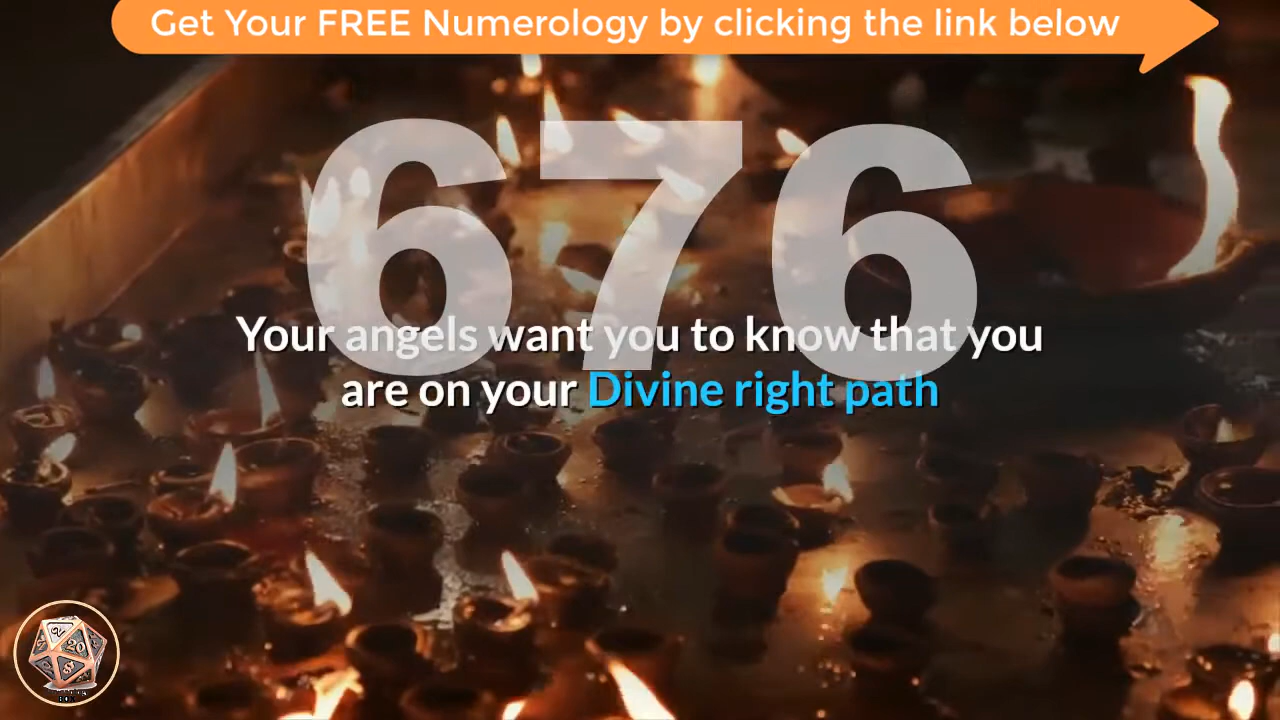 Get Your FREE Numerology by clicking the link below
676
Your angels want you to know that you
are on your Divine right path
20